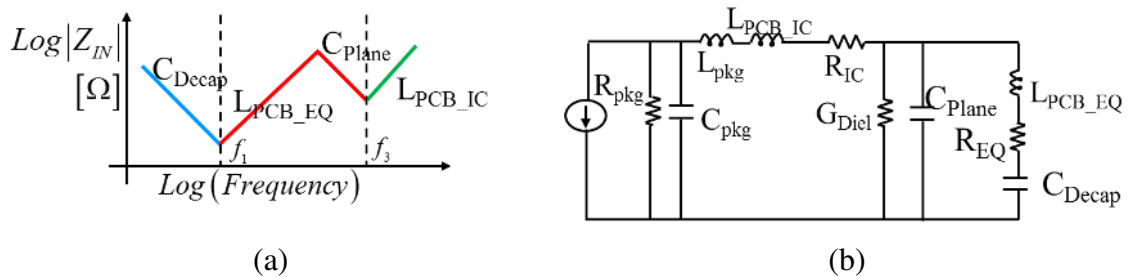 Log|Z_IN|
[Ω]
C_Decap
L_PCB_EQ
C_Plane
L_PCB_IC
f_1
f_3
Log(Frequency)
(a)
L_PCB_IC
L_pkg
R_IC
R_pkg
C_pkg
G_Diel
C_Plane
L_PCB_EQ
R_EQ
C_Decap
(b)